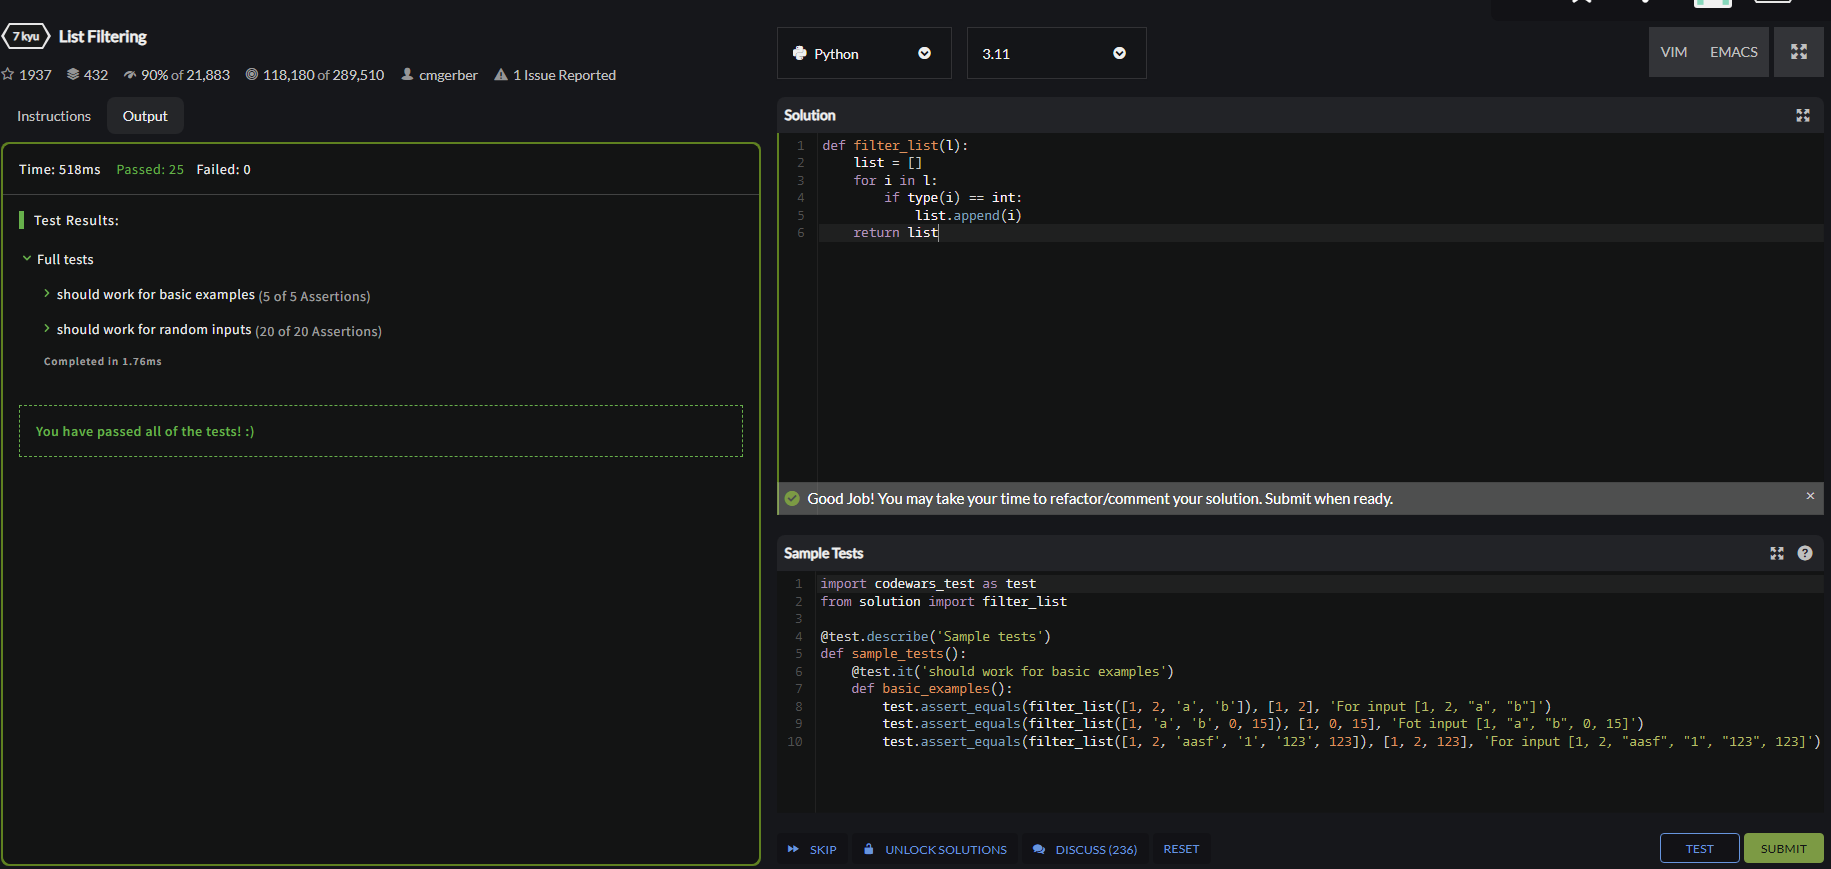 7 kyu List Filtering
1937 432 90% of 21,883 118,180 of 289,510 cmgerber 1 Issue Reported
Instructions Output
Time: 518ms Passed: 25 Failed: 0
Test Results:
Full tests
should work for basic examples (5 of 5 Assertions)
should work for random inputs (20 of 20 Assertions)
Completed in 1.76ms
You have passed all of the tests! :)
Python 3.11 VIM EMACS
Solution
1 def filter_list(l):
2     list = []
3     for i in l:
4         if type(i) == int:
5             list.append(i)
6     return list
Good Job! You may take your time to refactor/comment your solution. Submit when ready. ×
Sample Tests ?
1 import codewars_test as test
2 from solution import filter_list
3
4 @test.describe('Sample tests')
5 def sample_tests():
6     @test.it('should work for basic examples')
7     def basic_examples():
8         test.assert_equals(filter_list([1, 2, 'a', 'b']), [1, 2], 'For input [1, 2, "a", "b"]')
9         test.assert_equals(filter_list([1, 'a', 'b', 0, 15]), [1, 0, 15], 'Fot input [1, "a", "b", 0, 15]')
10         test.assert_equals(filter_list([1, 2, 'aasf', '1', '123', 123]), [1, 2, 123], 'For input [1, 2, "aasf", "1", "123", 123]')
SKIP UNLOCK SOLUTIONS DISCUSS (236) RESET TEST SUBMIT